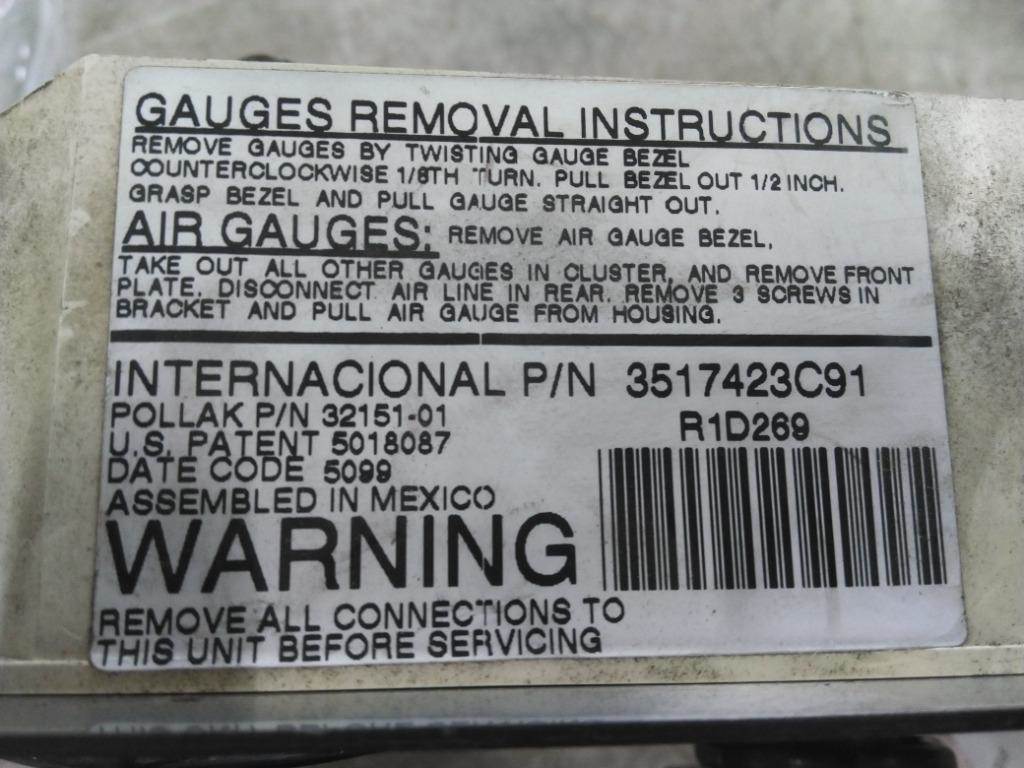 GAUGES REMOVAL INSTRUCTIONS
REMOVE GAUGES BY TWISTING GAUGE BEZEL
COUNTERCLOCKWISE 1/8TH TURN. PULL BEZEL OUT 1/2 INCH.
GRASP BEZEL AND PULL GAUGE STRAIGHT OUT.
AIR GAUGES: REMOVE AIR GAUGE BEZEL,
TAKE OUT ALL OTHER GAUGES IN CLUSTER, AND REMOVE FRONT
PLATE. DISCONNECT AIR LINE IN REAR. REMOVE 3 SCREWS IN
BRACKET AND PULL AIR GAUGE FROM HOUSING.
INTERNACIONAL P/N 3517423C91
POLLAK P/N 32151-01
R1D269
U.S. PATENT 5018087
DATE CODE 5099
ASSEMBLED IN MEXICO
WARNING
REMOVE ALL CONNECTIONS TO
THIS UNIT BEFORE SERVICING